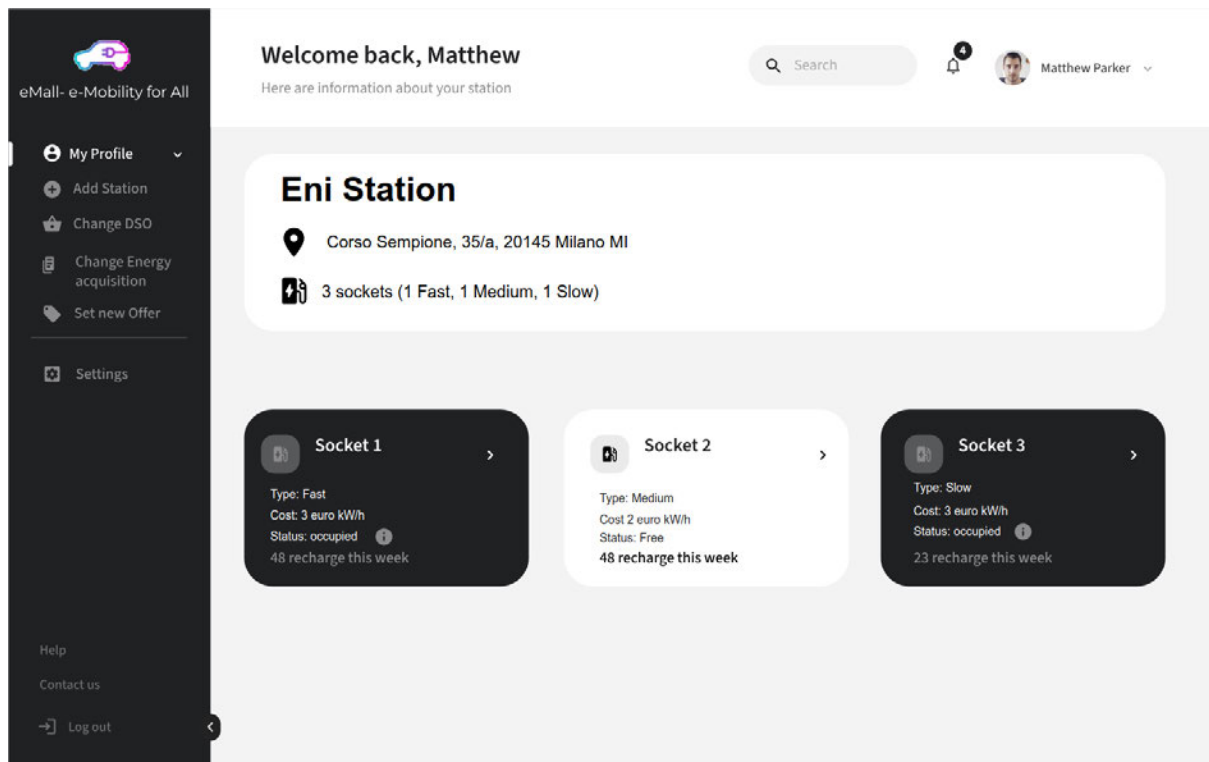 eMall- e-Mobility for All
My Profile
Add Station
Change DSO
Change Energy
acquisition
Set new Offer
Settings
Help
Contact us
Log out
Welcome back, Matthew
Here are information about your station
Search
4
Matthew Parker
Eni Station
Corso Sempione, 35/a, 20145 Milano MI
3 sockets (1 Fast, 1 Medium, 1 Slow)
Socket 1
Type: Fast
Cost: 3 euro kW/h
Status: occupied
48 recharge this week
Socket 2
Type: Medium
Cost 2 euro kW/h
Status: Free
48 recharge this week
Socket 3
Type: Slow
Cost: 3 euro kW/h
Status: occupied
23 recharge this week